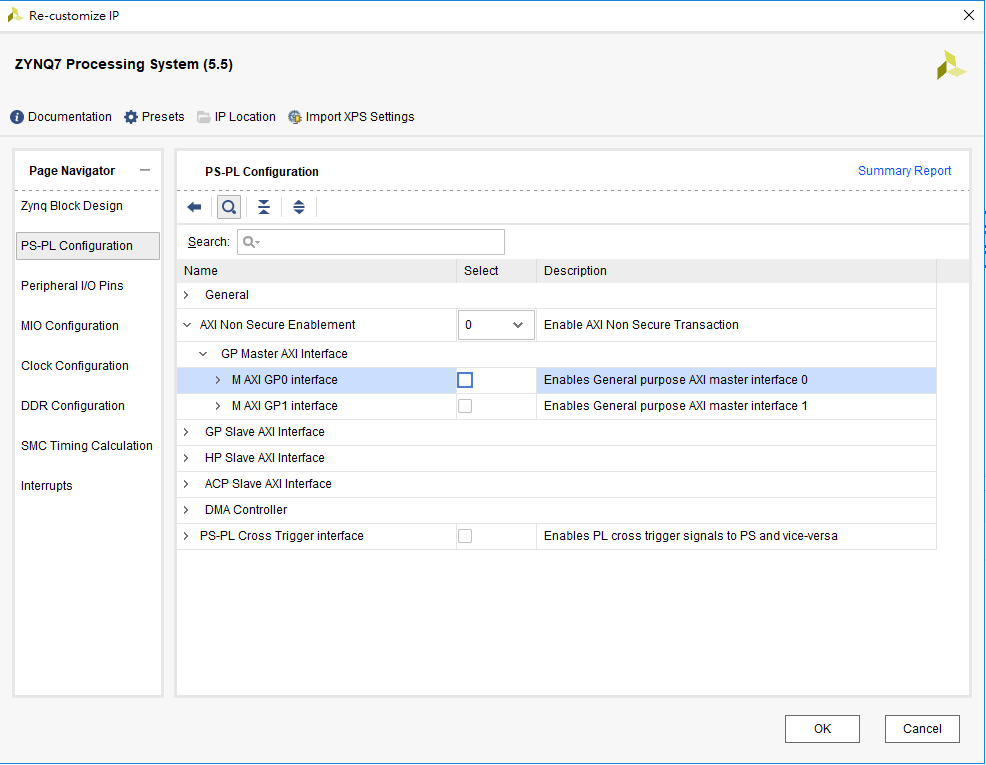 Re-customize IP
ZYNQ7 Processing System (5.5)
Documentation Presets IP Location Import XPS Settings
Page Navigator
Zynq Block Design
PS-PL Configuration
Peripheral I/O Pins
MIO Configuration
Clock Configuration
DDR Configuration
SMC Timing Calculation
Interrupts
PS-PL Configuration Summary Report
Search:
Name Select Description
General
AXI Non Secure Enablement 0 Enable AXI Non Secure Transaction
GP Master AXI Interface
M AXI GP0 interface Enables General purpose AXI master interface 0
M AXI GP1 interface Enables General purpose AXI master interface 1
GP Slave AXI Interface
HP Slave AXI Interface
ACP Slave AXI Interface
DMA Controller
PS-PL Cross Trigger interface Enables PL cross trigger signals to PS and vice-versa
OK Cancel